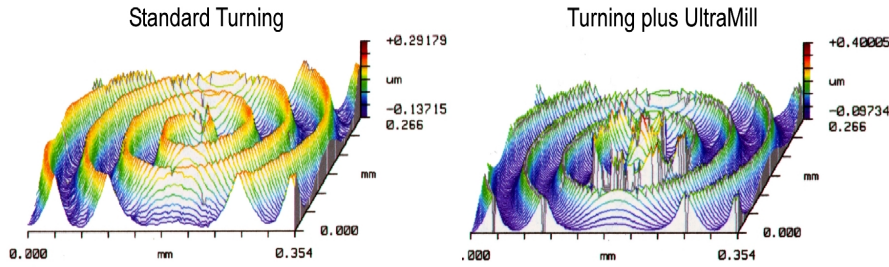 Standard Turning
+0.29179
um
-0.13715
0.266
mm
0.000
0.000
mm
0.354
Turning plus UltraMill
+0.40005
um
-0.09734
0.266
mm
0.000
.000
mm
0.354